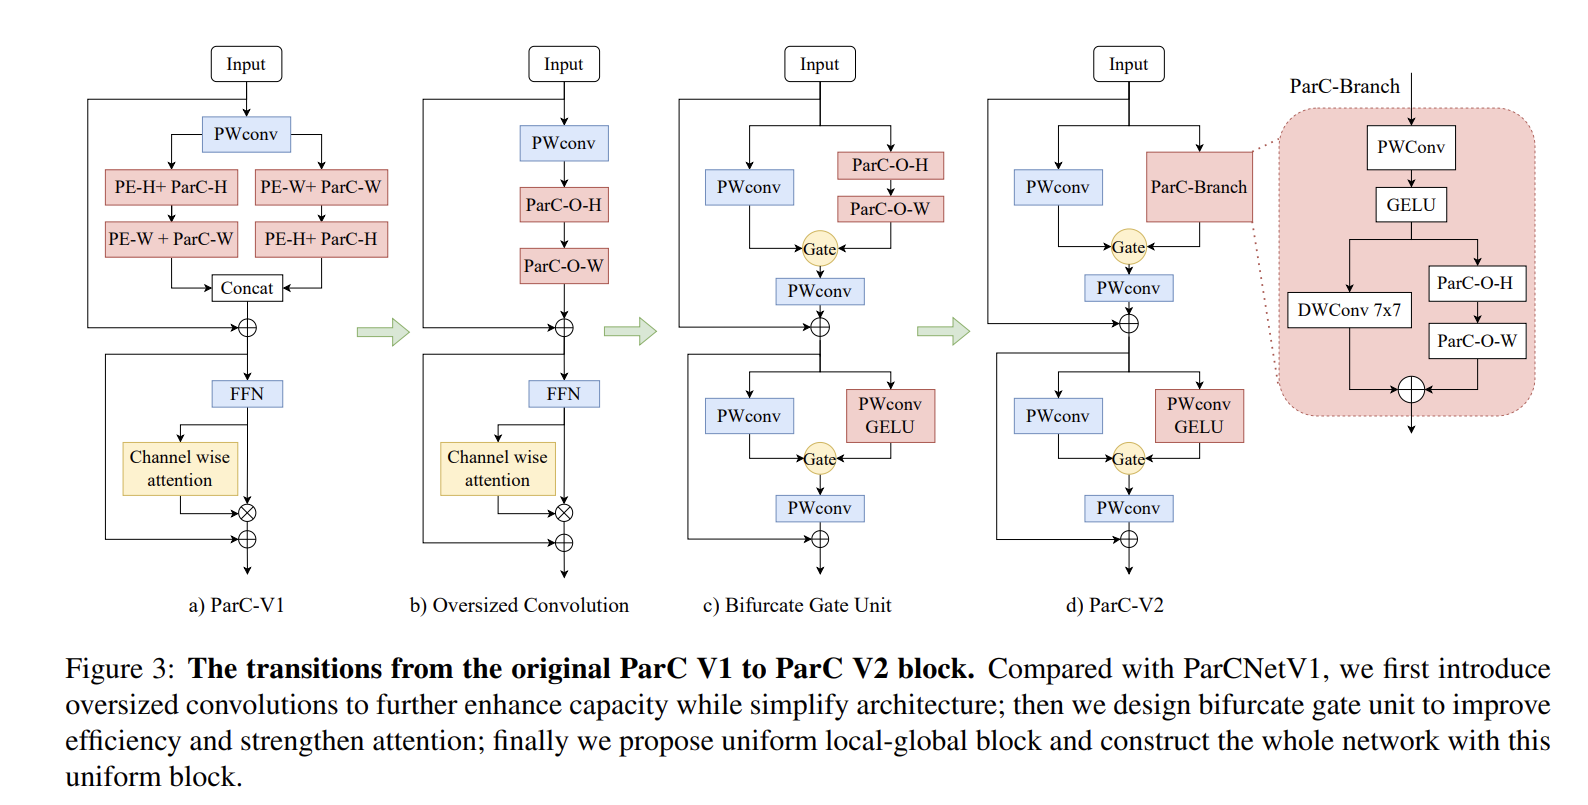 Input
PWconv
PE-H+ ParC-H
PE-W+ ParC-W
PE-W + ParC-W
PE-H+ ParC-H
Concat
FFN
Channel wise
attention
a) ParC-V1
Input
PWconv
ParC-O-H
ParC-O-W
FFN
Channel wise
attention
b) Oversized Convolution
Input
PWconv
ParC-O-H
ParC-O-W
Gate
PWconv
PWconv
PWconv
GELU
Gate
PWconv
c) Bifurcate Gate Unit
Input
PWconv
ParC-Branch
Gate
PWconv
PWconv
PWconv
GELU
Gate
PWconv
d) ParC-V2
ParC-Branch
PWConv
GELU
DWConv 7x7
ParC-O-H
ParC-O-W
Figure 3: The transitions from the original ParC V1 to ParC V2 block. Compared with ParCNetV1, we first introduce
oversized convolutions to further enhance capacity while simplify architecture; then we design bifurcate gate unit to improve
efficiency and strengthen attention; finally we propose uniform local-global block and construct the whole network with this
uniform block.